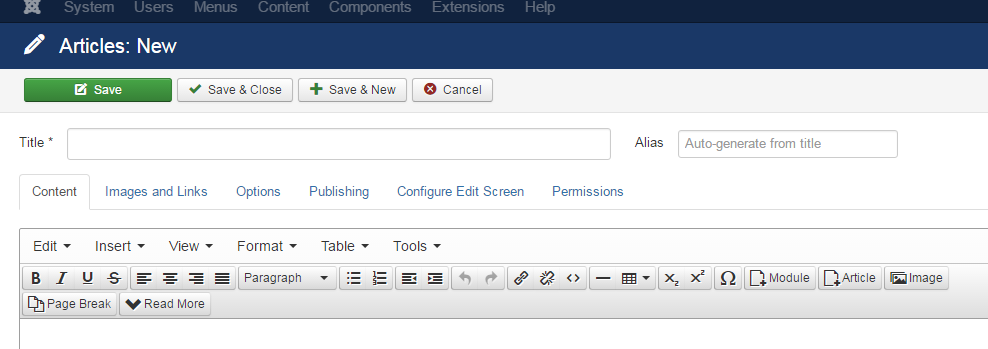 System Users Menus Content Components Extensions Help
Articles: New
Save Save & Close Save & New Cancel
Title * Alias Auto-generate from title
Content Images and Links Options Publishing Configure Edit Screen Permissions
Edit Insert View Format Table Tools
B I U S Paragraph X₂ X² Ω Module Article Image
Page Break Read More